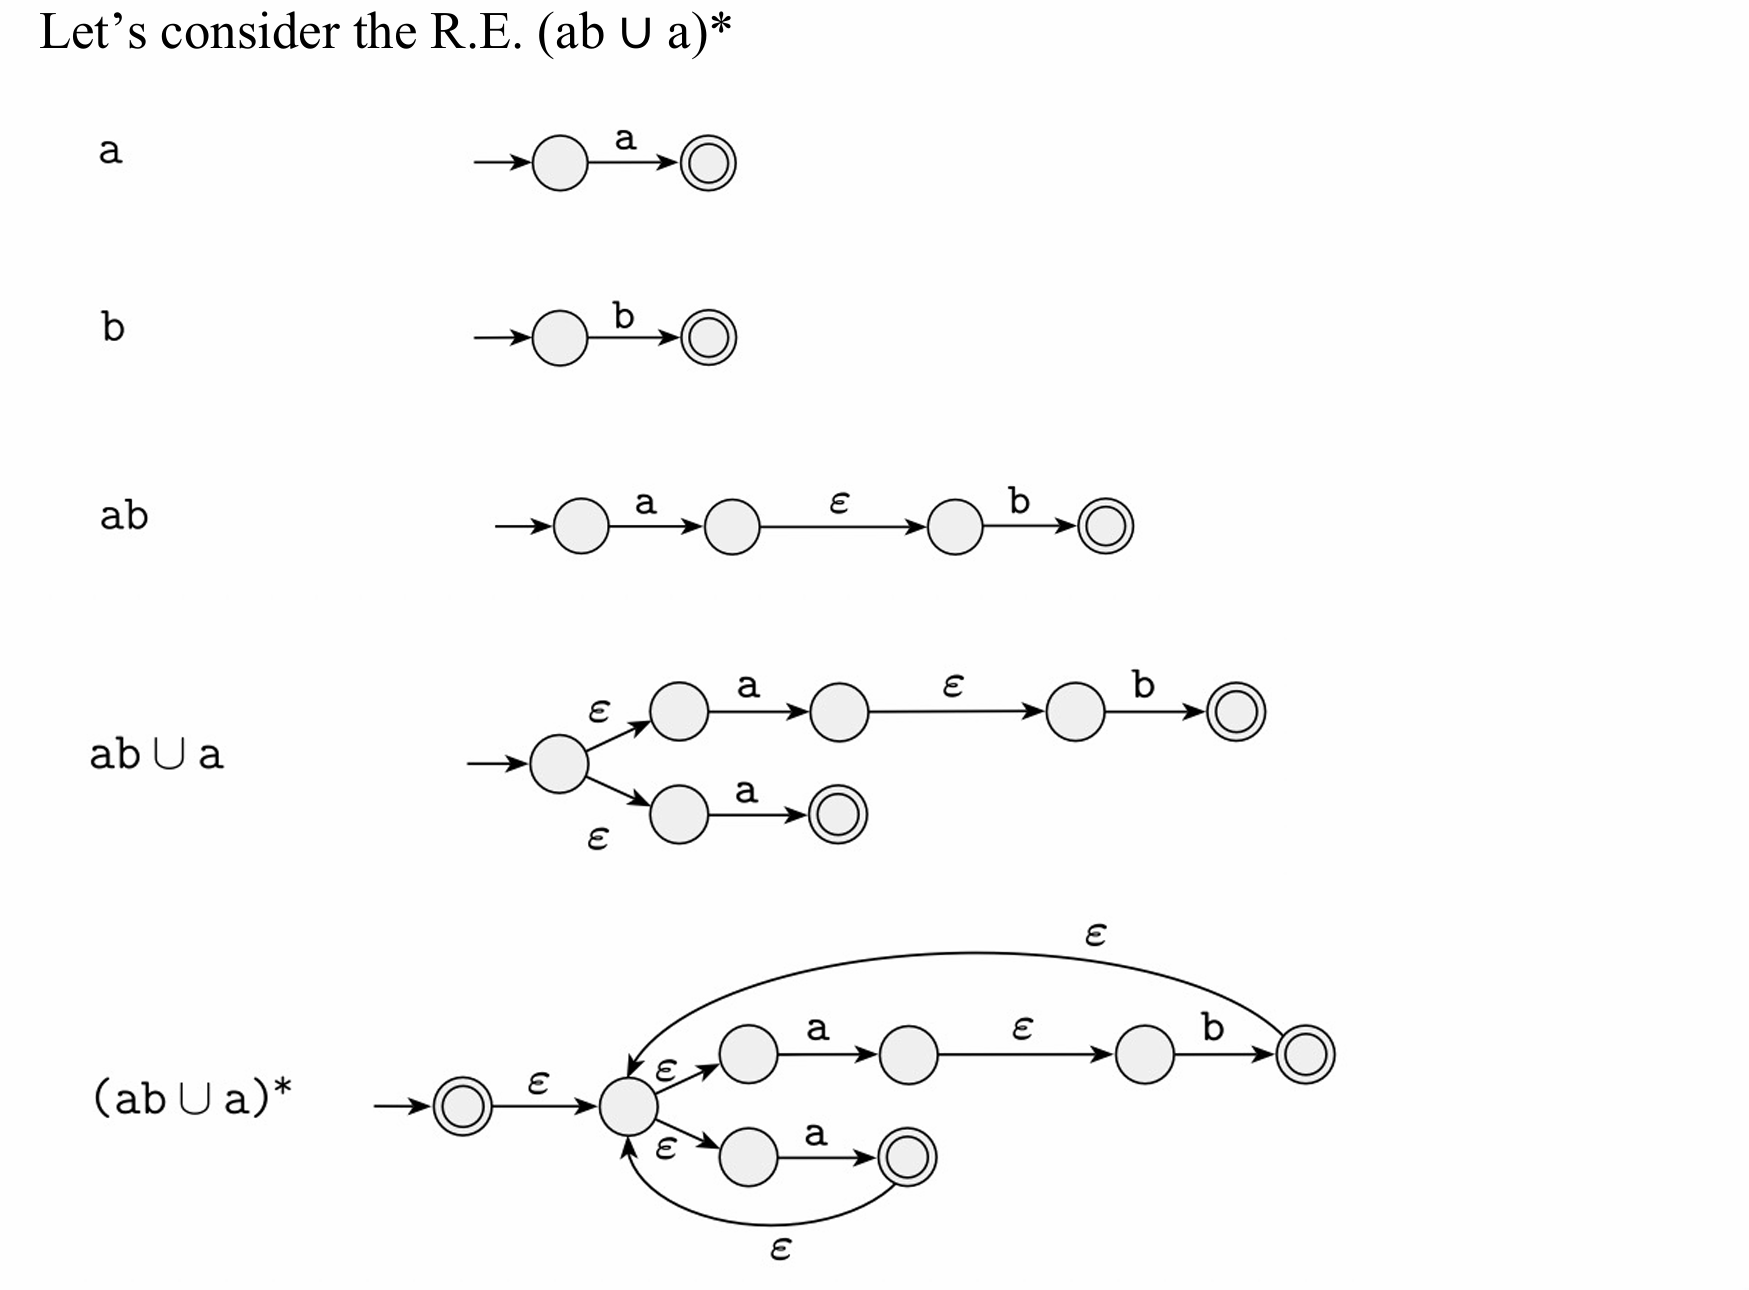 Let’s consider the R.E. (ab ∪ a)*
a
a
b
b
ab
a ε b
ab ∪ a
ε a ε b
ε a
(ab ∪ a)*
ε
ε ε a ε b
ε a
ε